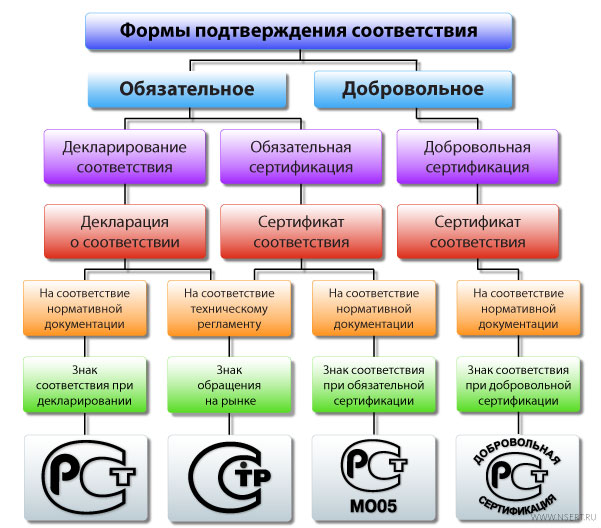 Формы подтверждения соответствия
Обязательное
Добровольное
Декларирование
соответствия
Обязательная
сертификация
Добровольная
сертификация
Декларация
о соответствии
Сертификат
соответствия
Сертификат
соответствия
На соответствие
нормативной
документации
На соответствие
техническому
регламенту
На соответствие
нормативной
документации
На соответствие
нормативной
документации
Знак
соответствия при
декларировании
Знак
обращения
на рынке
Знак соответствия
при обязательной
сертификации
Знак соответствия
при добровольной
сертификации
РСТ
СТР
РСТ
МО05
ДОБРОВОЛЬНАЯ
РСТ
СЕРТИФИКАЦИЯ
WWW.NSERT.RU